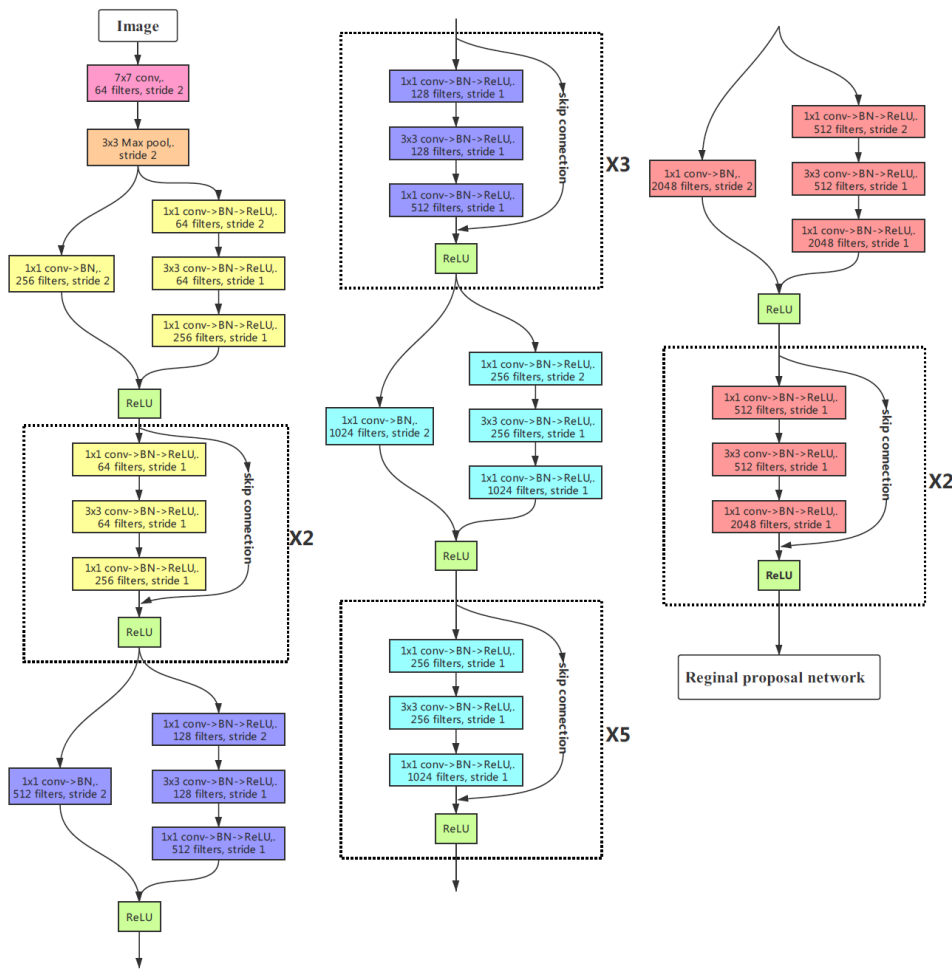 Image
7x7 conv,.
64 filters, stride 2
3x3 Max pool,.
stride 2
1x1 conv->BN->ReLU,.
64 filters, stride 2
1x1 conv->BN,.
256 filters, stride 2
3x3 conv->BN->ReLU,.
64 filters, stride 1
1x1 conv->BN->ReLU,.
256 filters, stride 1
ReLU
1x1 conv->BN->ReLU,.
64 filters, stride 1
3x3 conv->BN->ReLU,.
64 filters, stride 1
1x1 conv->BN->ReLU,.
256 filters, stride 1
skip connection
X2
ReLU
1x1 conv->BN->ReLU,.
128 filters, stride 2
1x1 conv->BN,.
512 filters, stride 2
3x3 conv->BN->ReLU,.
128 filters, stride 1
1x1 conv->BN->ReLU,.
512 filters, stride 1
ReLU
1x1 conv->BN->ReLU,.
128 filters, stride 1
3x3 conv->BN->ReLU,.
128 filters, stride 1
1x1 conv->BN->ReLU,.
512 filters, stride 1
skip connection
X3
ReLU
1x1 conv->BN->ReLU,.
256 filters, stride 2
1x1 conv->BN,.
1024 filters, stride 2
3x3 conv->BN->ReLU,.
256 filters, stride 1
1x1 conv->BN->ReLU,.
1024 filters, stride 1
ReLU
1x1 conv->BN->ReLU,.
256 filters, stride 1
3x3 conv->BN->ReLU,.
256 filters, stride 1
1x1 conv->BN->ReLU,.
1024 filters, stride 1
skip connection
X5
ReLU
1x1 conv->BN->ReLU,.
512 filters, stride 2
1x1 conv->BN,.
2048 filters, stride 2
3x3 conv->BN->ReLU,.
512 filters, stride 1
1x1 conv->BN->ReLU,.
2048 filters, stride 1
ReLU
1x1 conv->BN->ReLU,.
512 filters, stride 1
3x3 conv->BN->ReLU,.
512 filters, stride 1
1x1 conv->BN->ReLU,.
2048 filters, stride 1
skip connection
X2
ReLU
Reginal proposal network